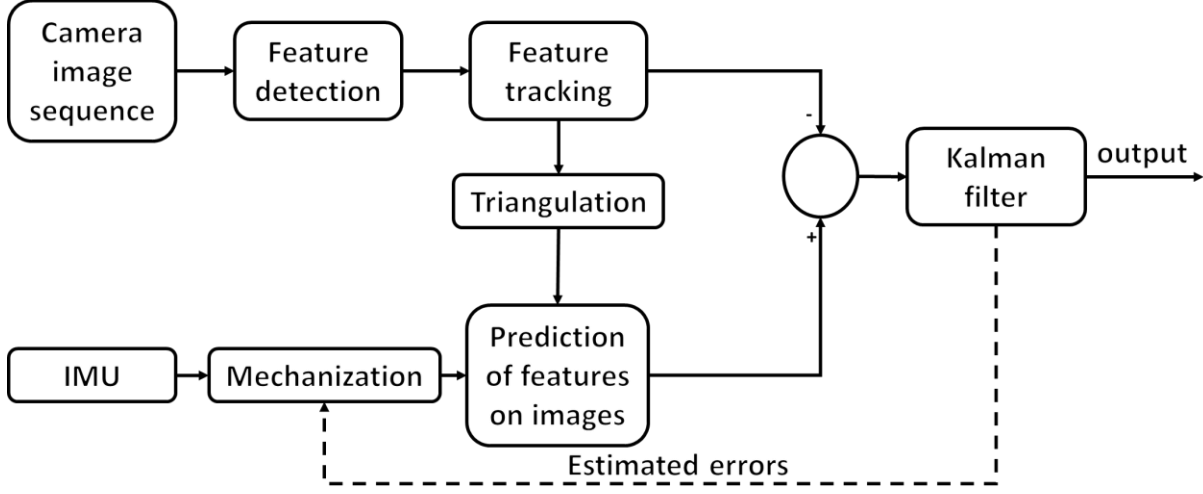 Camera
image
sequence
Feature
detection
Feature
tracking
-
Kalman
filter
output
Triangulation
+
Prediction
of features
on images
IMU
Mechanization
Estimated errors